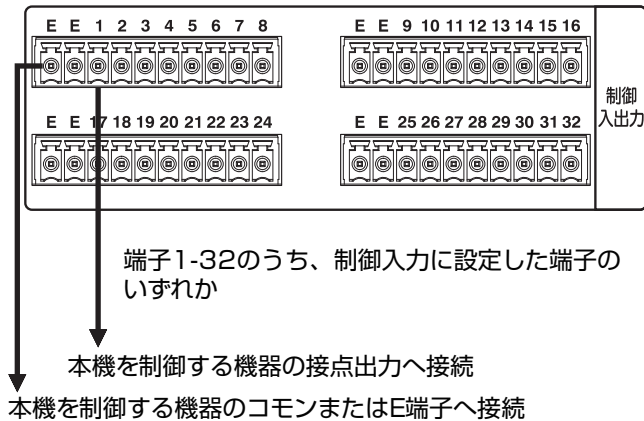 E E 1 2 3 4 5 6 7 8
E E 9 10 11 12 13 14 15 16
制御
入出力
E E 17 18 19 20 21 22 23 24
E E 25 26 27 28 29 30 31 32
端子1-32のうち、制御入力に設定した端子の
いずれか
本機を制御する機器の接点出力へ接続
本機を制御する機器のコモンまたはE端子へ接続